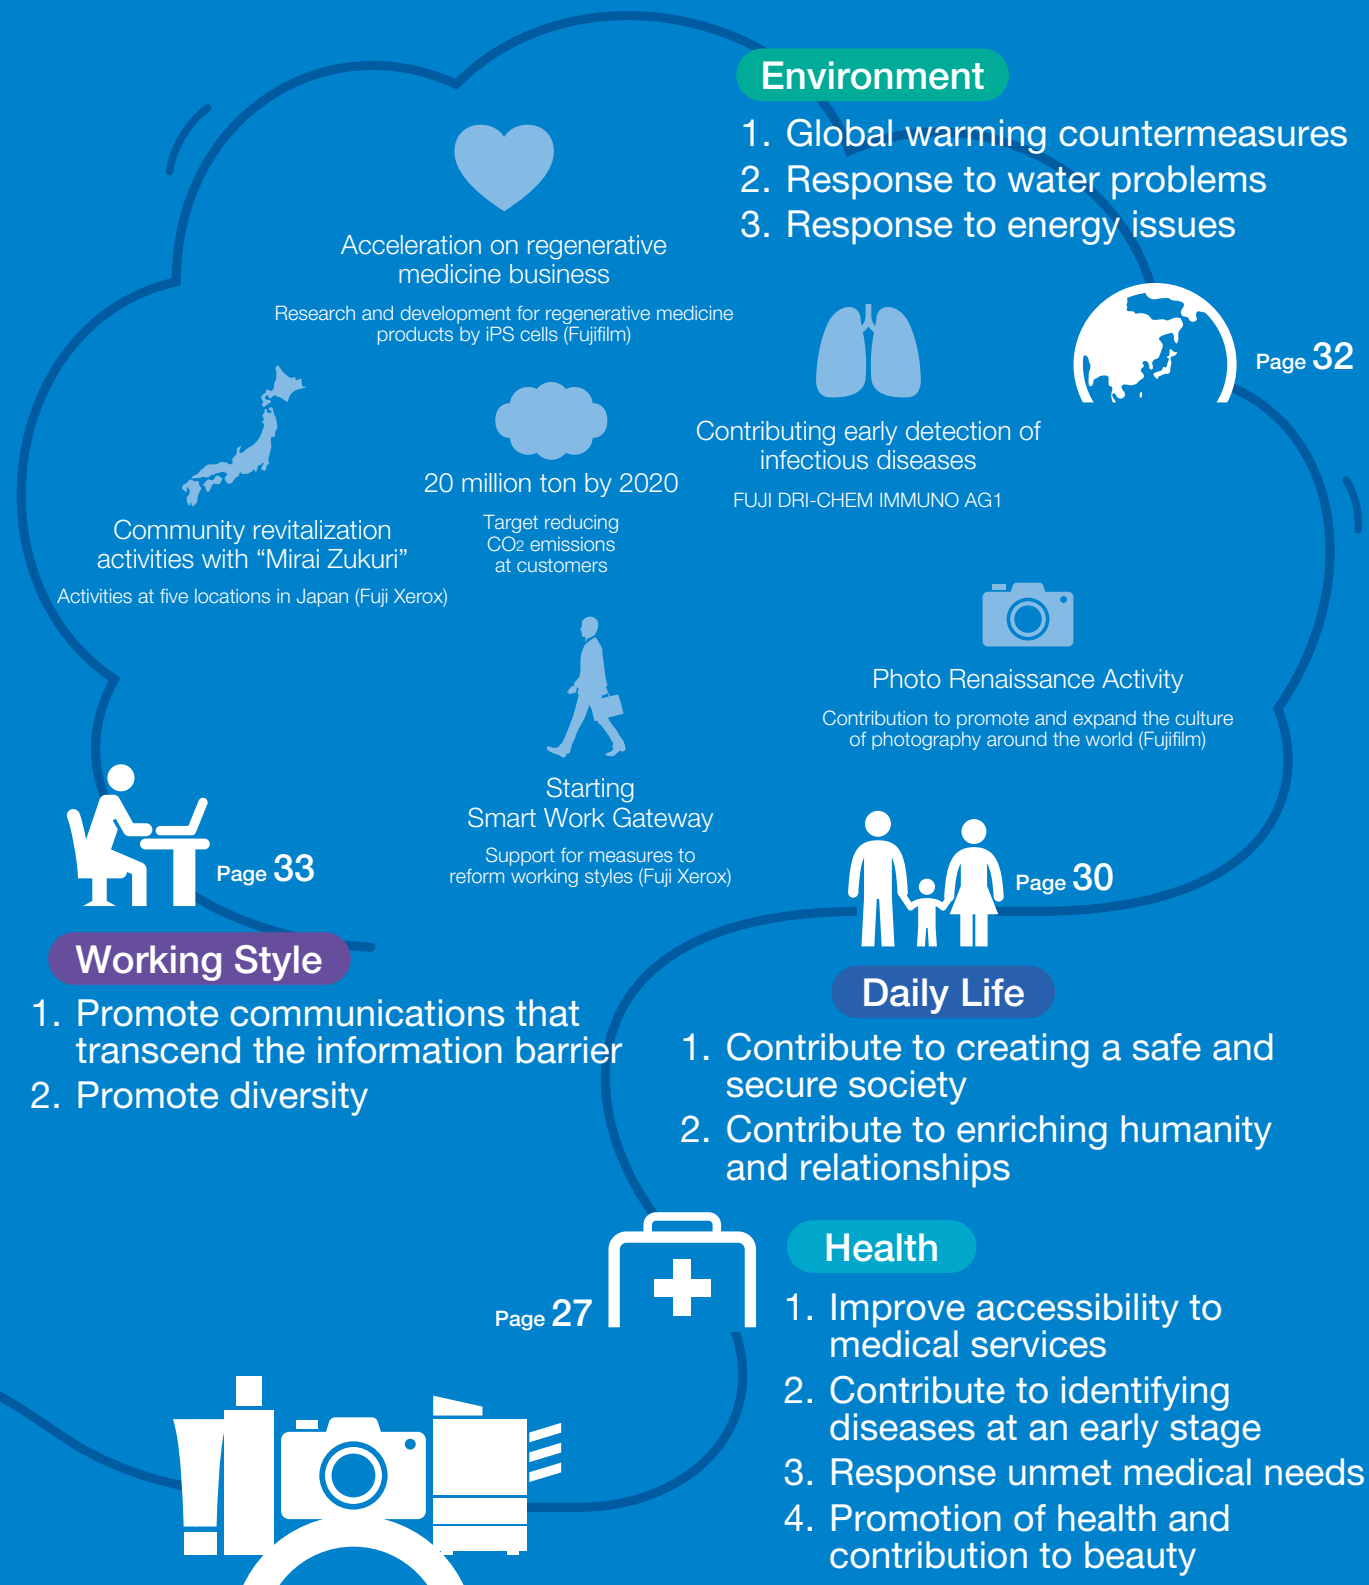 Environment
1. Global warming countermeasures
2. Response to water problems
3. Response to energy issues
Page 32
Acceleration on regenerative
medicine business
Research and development for regenerative medicine
products by iPS cells (Fujifilm)
Contributing early detection of
infectious diseases
FUJI DRI-CHEM IMMUNO AG1
20 million ton by 2020
Target reducing
CO2 emissions
at customers
Community revitalization
activities with “Mirai Zukuri”
Activities at five locations in Japan (Fuji Xerox)
Photo Renaissance Activity
Contribution to promote and expand the culture
of photography around the world (Fujifilm)
Starting
Smart Work Gateway
Support for measures to
reform working styles (Fuji Xerox)
Page 33
Working Style
1. Promote communications that
transcend the information barrier
2. Promote diversity
Page 30
Daily Life
1. Contribute to creating a safe and
secure society
2. Contribute to enriching humanity
and relationships
Page 27
Health
1. Improve accessibility to
medical services
2. Contribute to identifying
diseases at an early stage
3. Response unmet medical needs
4. Promotion of health and
contribution to beauty